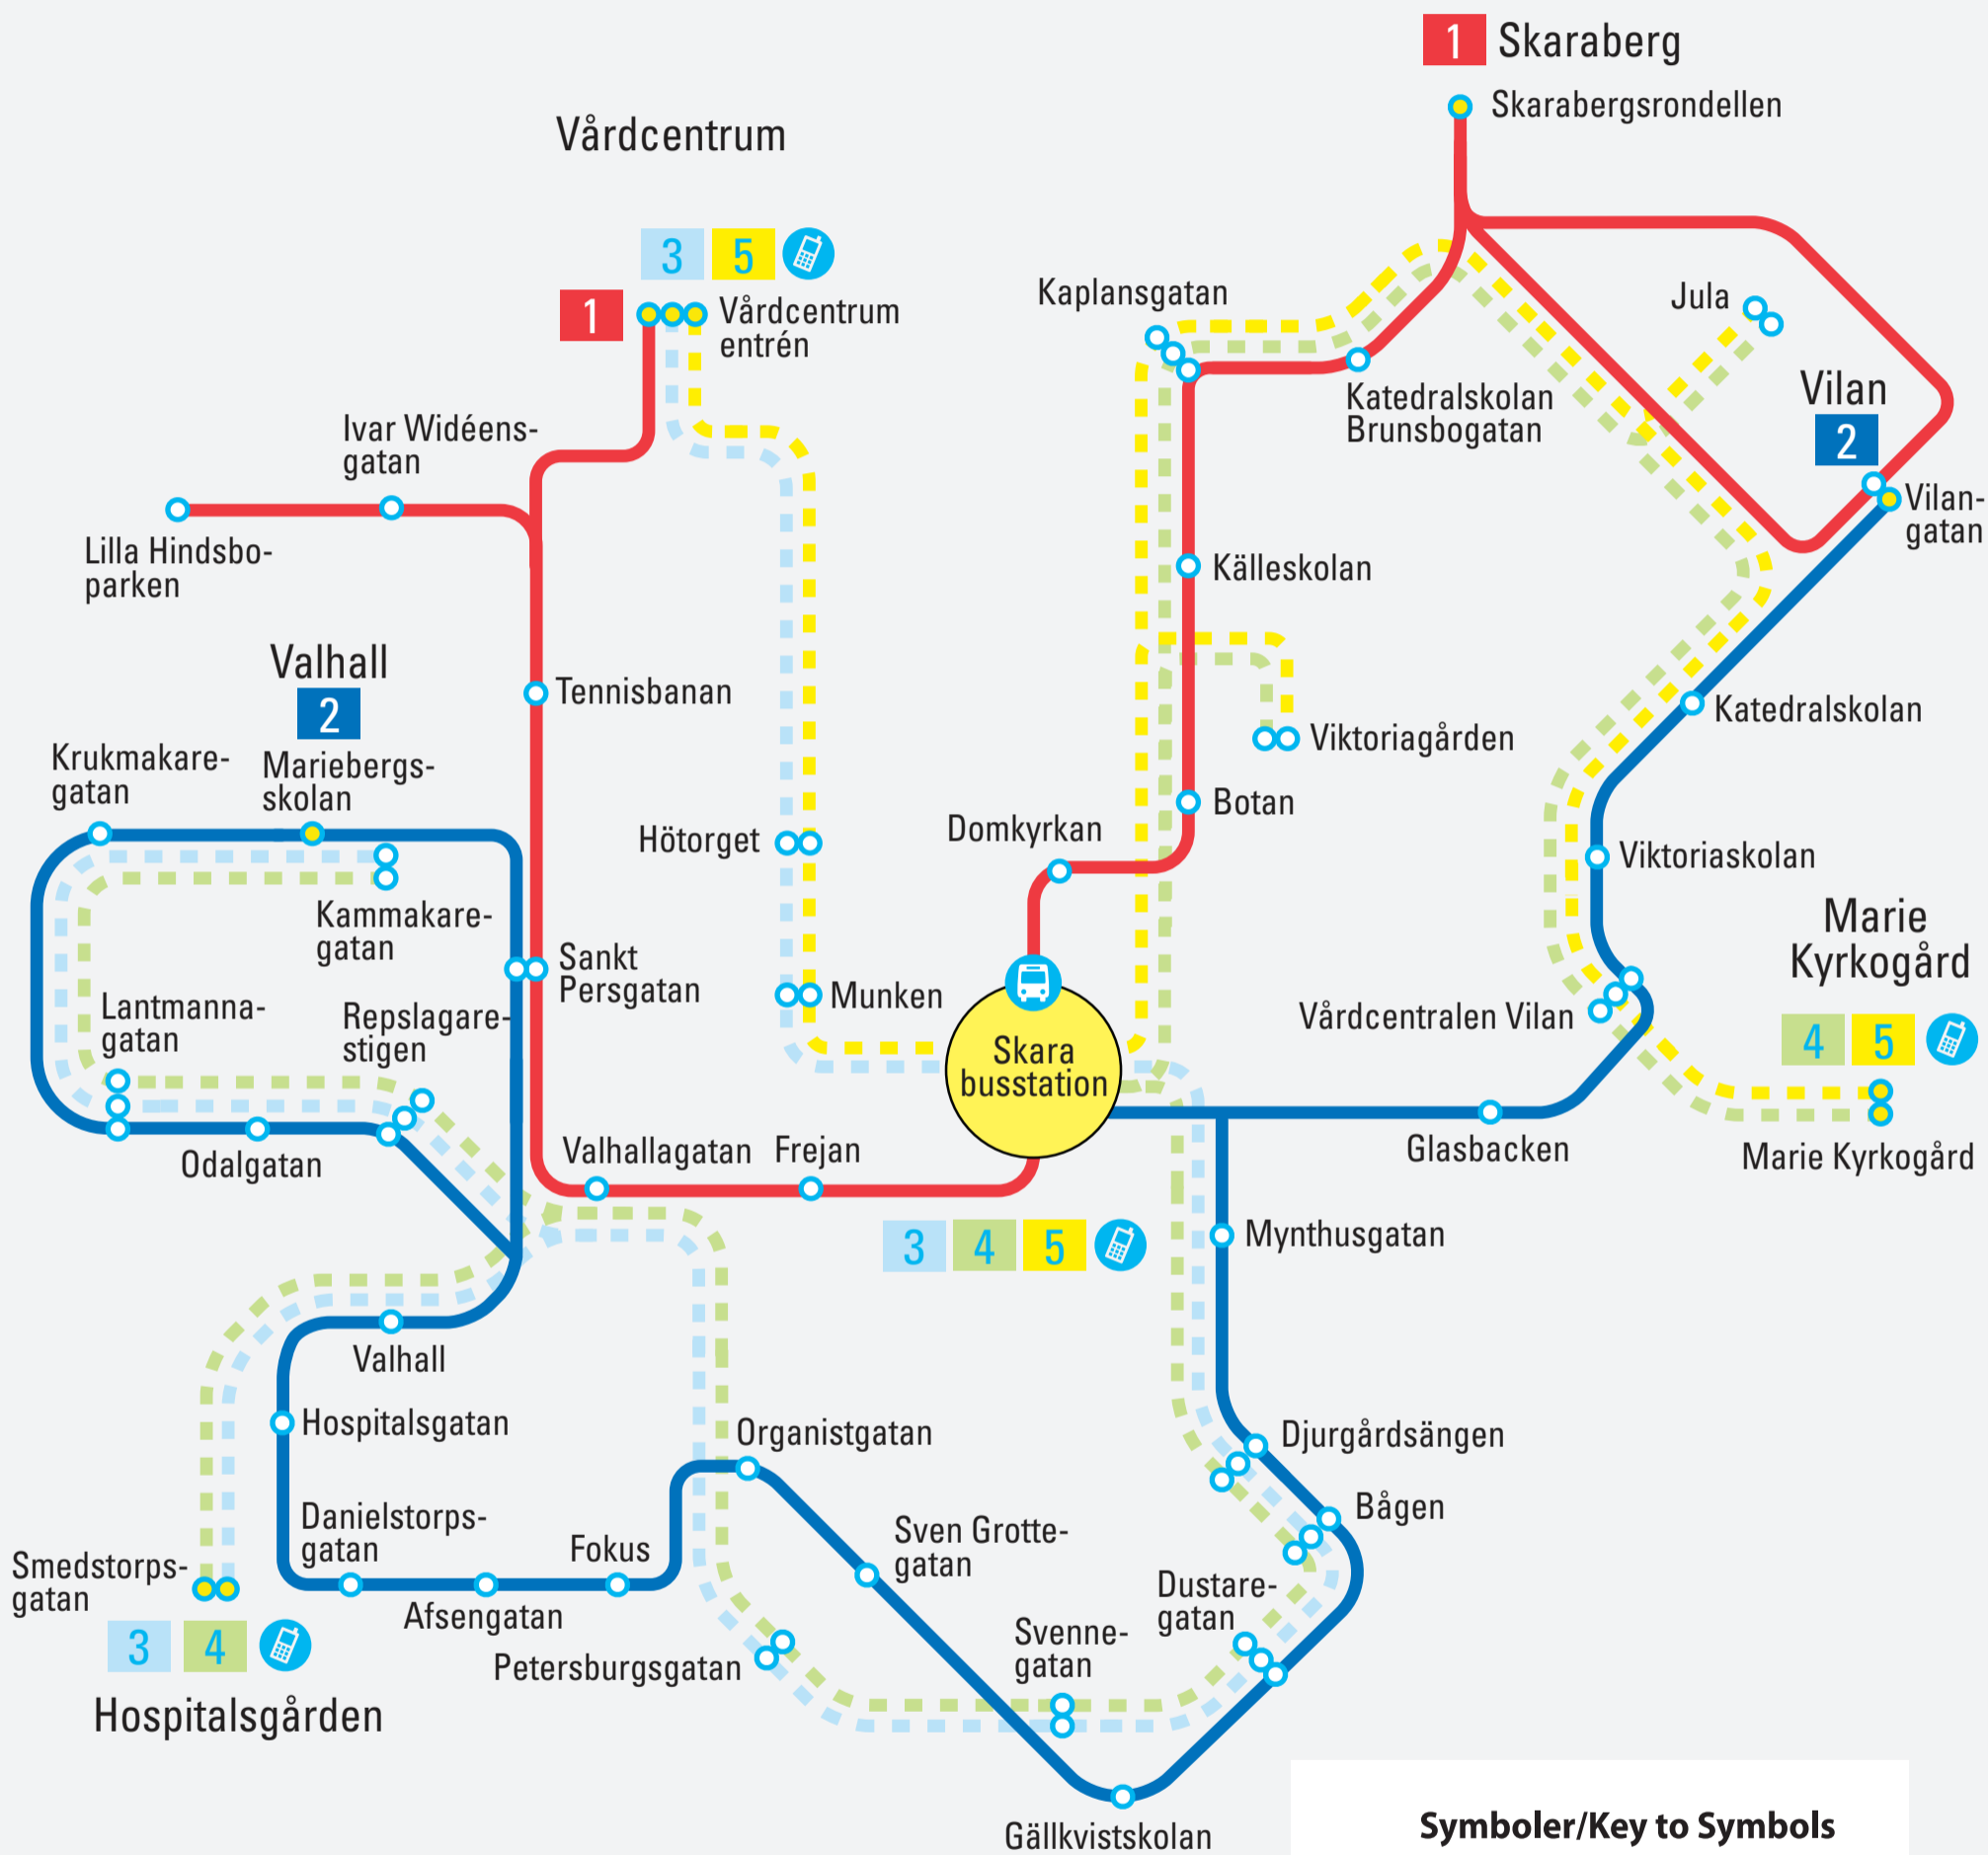 1 Skaraberg
Skarabergsrondellen
Vårdcentrum
3 5
1
Vårdcentrum
entrén
Kaplansgatan
Jula
Vilan
2
Katedralskolan
Brunsbogatan
Ivar Widéens-
gatan
Vilan-
gatan
Lilla Hindsbo-
parken
Källeskolan
Valhall
2
Tennisbanan
Katedralskolan
Viktoriagården
Krukmakare-
gatan
Mariebergs-
skolan
Botan
Hötorget
Domkyrkan
Viktoriaskolan
Kammakare-
gatan
Marie
Kyrkogård
4 5
Sankt
Persgatan
Munken
Lantmanna-
gatan
Repslagare-
stigen
Vårdcentralen Vilan
Skara
busstation
Odalgatan
Valhallagatan
Frejan
Glasbacken
Marie Kyrkogård
3 4 5
Mynthusgatan
Valhall
Hospitalsgatan
Organistgatan
Djurgårdsängen
Danielstorps-
gatan
Fokus
Sven Grotte-
gatan
Bågen
Smedstorps-
gatan
Afsengatan
Dustare-
gatan
3 4
Petersburgsgatan
Svenne-
gatan
Hospitalsgården
Gällkvistskolan
Symboler/Key to Symbols